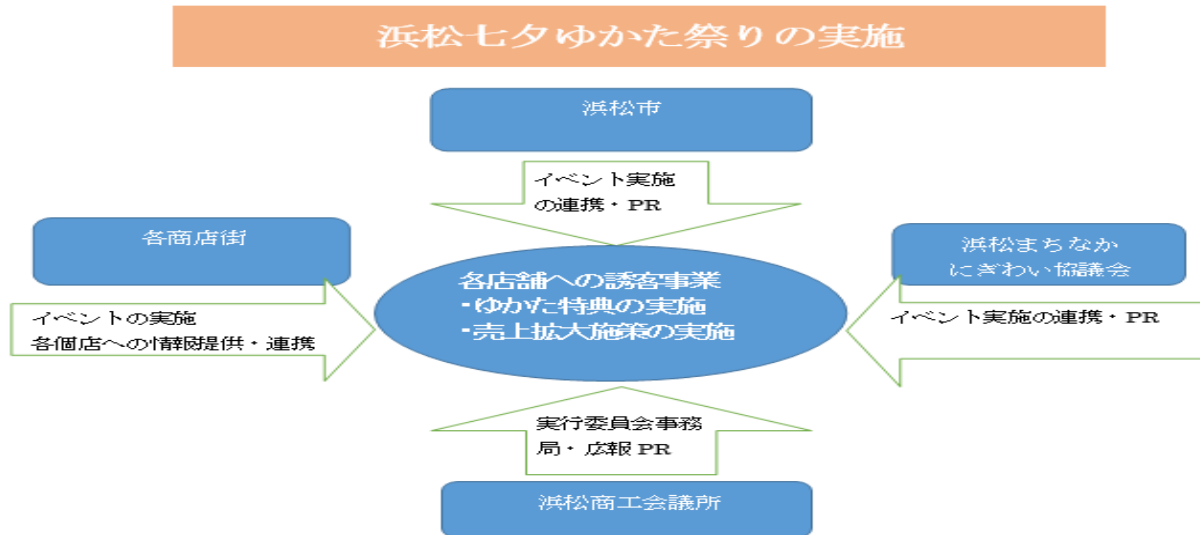 浜松七夕ゆかた祭りの実施
浜松市
イベント実施
の連携・PR
各商店街
浜松まちなか
にぎわい協議会
各店舗への誘客事業
・ゆかた特典の実施
・売上拡大施策の実施
イベントの実施
各個店への情報提供・連携
イベント実施の連携・PR
実行委員会事務
局・広報 PR
浜松商工会議所